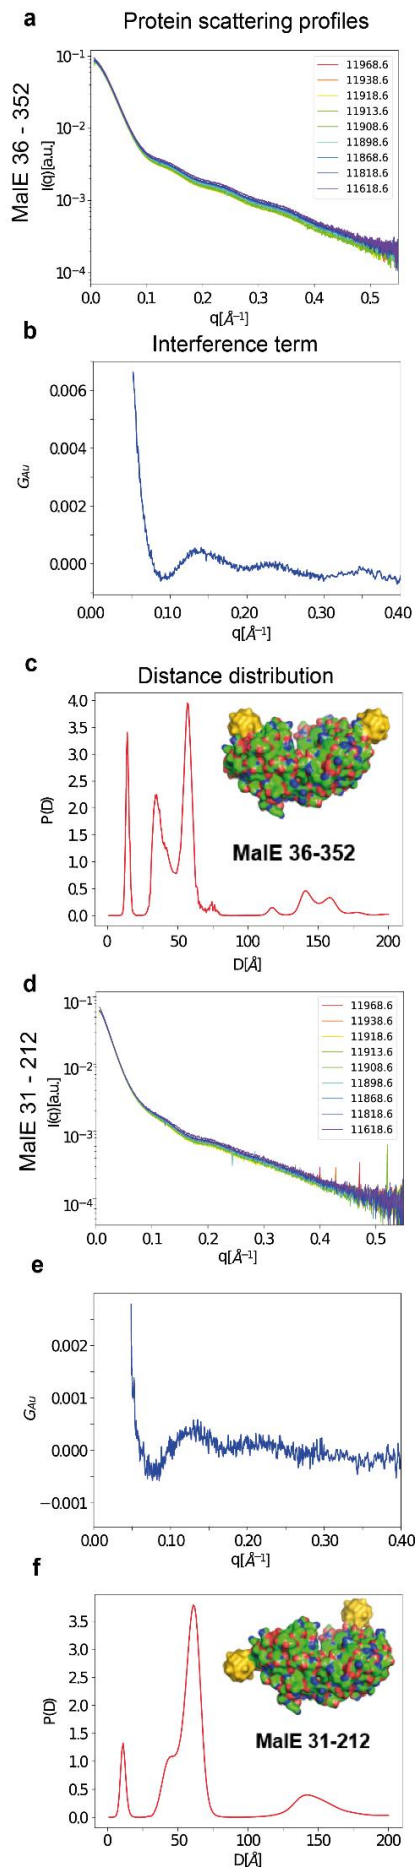 a Protein scattering profiles
MalE 36 - 352
I(q)[a.u.]
10⁻¹
10⁻²
10⁻³
10⁻⁴
11968.6
11938.6
11918.6
11913.6
11908.6
11898.6
11868.6
11818.6
11618.6
0.0 0.1 0.2 0.3 0.4 0.5
q[Å⁻¹]
b
Interference term
G_Au
0.006
0.004
0.002
0.000
0.00 0.10 0.20 0.30 0.40
q[Å⁻¹]
c
Distance distribution
P(D)
4.0
3.5
3.0
2.5
2.0
1.5
1.0
0.5
0.0
MalE 36-352
0 50 100 150 200
D[Å]
d
MalE 31 - 212
I(q)[a.u.]
10⁻¹
10⁻²
10⁻³
10⁻⁴
11968.6
11938.6
11918.6
11913.6
11908.6
11898.6
11868.6
11818.6
11618.6
0.0 0.1 0.2 0.3 0.4 0.5
q[Å⁻¹]
e
G_Au
0.002
0.001
0.000
−0.001
0.00 0.10 0.20 0.30 0.40
q[Å⁻¹]
f
P(D)
3.5
3.0
2.5
2.0
1.5
1.0
0.5
0.0
MalE 31-212
0 50 100 150 200
D[Å]